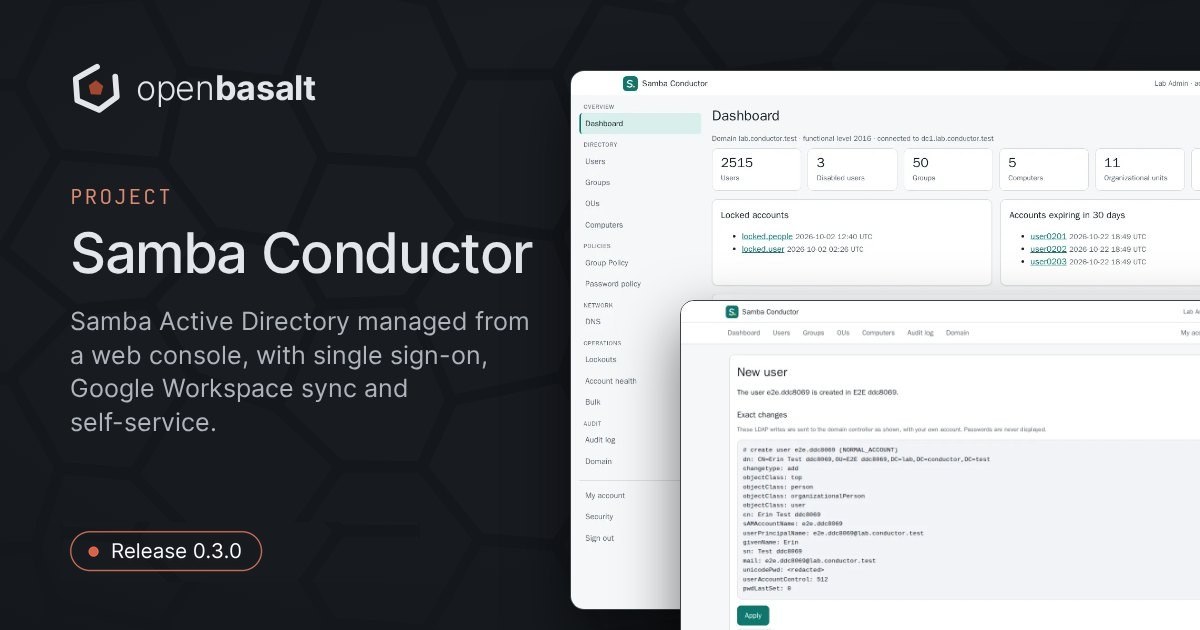 openbasalt
PROJECT
Samba Conductor
Samba Active Directory managed from
a web console, with single sign-on,
Google Workspace sync and
self-service.
Release 0.3.0
S. Samba Conductor
Lab Admin
OVERVIEW
Dashboard
DIRECTORY
Users
Groups
OUs
Computers
POLICIES
Group Policy
Password policy
NETWORK
DNS
OPERATIONS
Lockouts
Account health
Bulk
AUDIT
Audit log
Domain
My account
Security
Sign out
Dashboard
Domain lab.conductor.test · functional level 2016 · connected to dc1.lab.conductor.test
2515
Users
3
Disabled users
50
Groups
5
Computers
11
Organizational units
Locked accounts
locked.people 2026-10-02 12:40 UTC
locked.user 2026-10-02 02:26 UTC
Accounts expiring in 30 days
user0201 2026-10-22 18:49 UTC
user0202 2026-10-22 18:49 UTC
user0203 2026-10-22 18:49 UTC
S. Samba Conductor
Dashboard Users Groups OUs Computers Audit log Domain
New user
The user e2e.ddc8069 is created in E2E ddc8069.
Exact changes
These LDAP writes are sent to the domain controller as shown, with your own account. Passwords are never displayed.
# create user e2e.ddc8069 (NORMAL_ACCOUNT)
dn: CN=Erin Test ddc8069,OU=E2E ddc8069,DC=lab,DC=conductor,DC=test
changetype: add
objectClass: top
objectClass: person
objectClass: organizationalPerson
objectClass: user
cn: Erin Test ddc8069
sAMAccountName: e2e.ddc8069
userPrincipalName: e2e.ddc8069@lab.conductor.test
givenName: Erin
sn: Test ddc8069
mail: e2e.ddc8069@lab.conductor.test
unicodePwd: <redacted>
userAccountControl: 512
pwdLastSet: 0
Apply